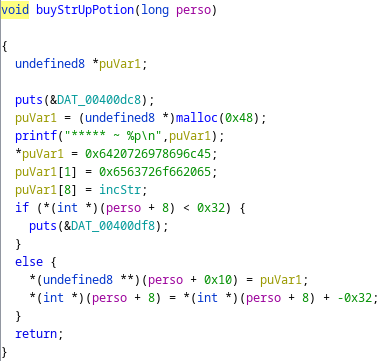 void buyStrUpPotion(long perso)
{
undefined8 *puVar1;
puts(&DAT_00400dc8);
puVar1 = (undefined8 *)malloc(0x48);
printf("***** ~ %p\n",puVar1);
*puVar1 = 0x6420726978696c45;
puVar1[1] = 0x6563726f662065;
puVar1[8] = incStr;
if (*(int *)(perso + 8) < 0x32) {
puts(&DAT_00400df8);
}
else {
*(undefined8 **)(perso + 0x10) = puVar1;
*(int *)(perso + 8) = *(int *)(perso + 8) + -0x32;
}
return;
}